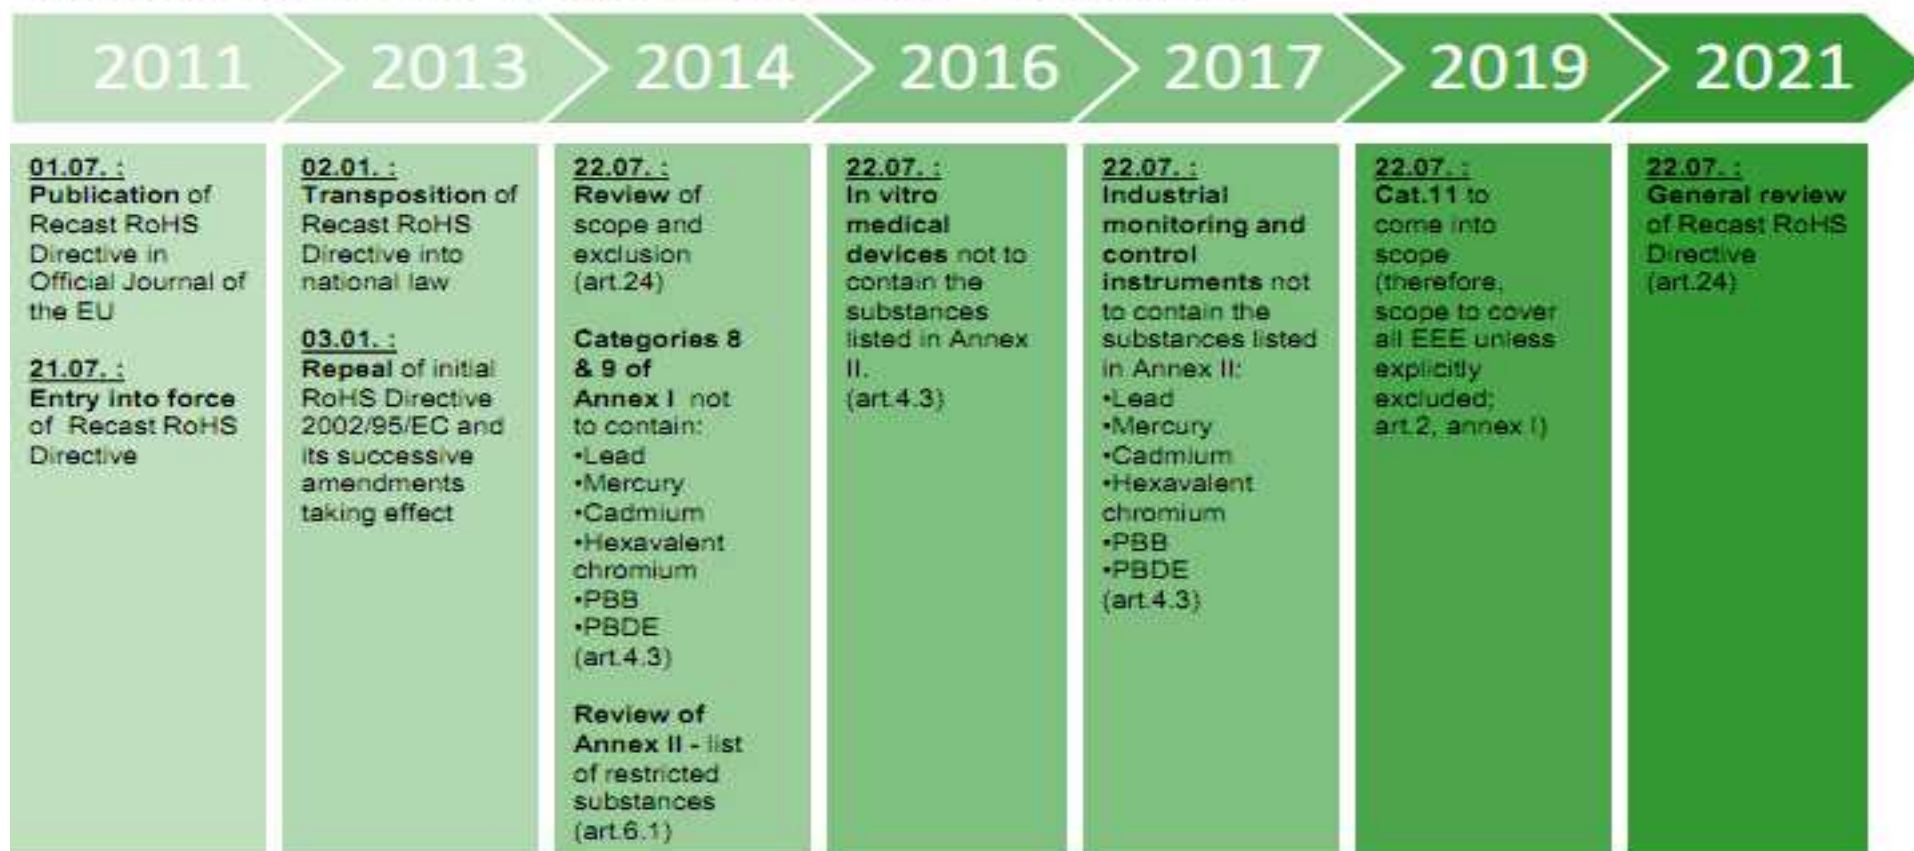 2011
2013
2014
2016
2017
2019
2021
01.07. :
Publication of
Recast RoHS
Directive in
Official Journal of
the EU
21.07. :
Entry into force
of Recast RoHS
Directive
02.01. :
Transposition of
Recast RoHS
Directive into
national law
03.01. :
Repeal of initial
RoHS Directive
2002/95/EC and
its successive
amendments
taking effect
22.07. :
Review of
scope and
exclusion
(art.24)
Categories 8
& 9 of
Annex I not
to contain:
•Lead
•Mercury
•Cadmium
•Hexavalent
chromium
•PBB
•PBDE
(art.4.3)
Review of
Annex II - list
of restricted
substances
(art.6.1)
22.07. :
In vitro
medical
devices not to
contain the
substances
listed in Annex
II.
(art.4.3)
22.07. :
Industrial
monitoring and
control
instruments not
to contain the
substances listed
in Annex II:
•Lead
•Mercury
•Cadmium
•Hexavalent
chromium
•PBB
•PBDE
(art.4.3)
22.07. :
Cat.11 to
come into
scope
(therefore,
scope to cover
all EEE unless
explicitly
excluded;
art.2, annex I)
22.07. :
General review
of Recast RoHS
Directive
(art.24)